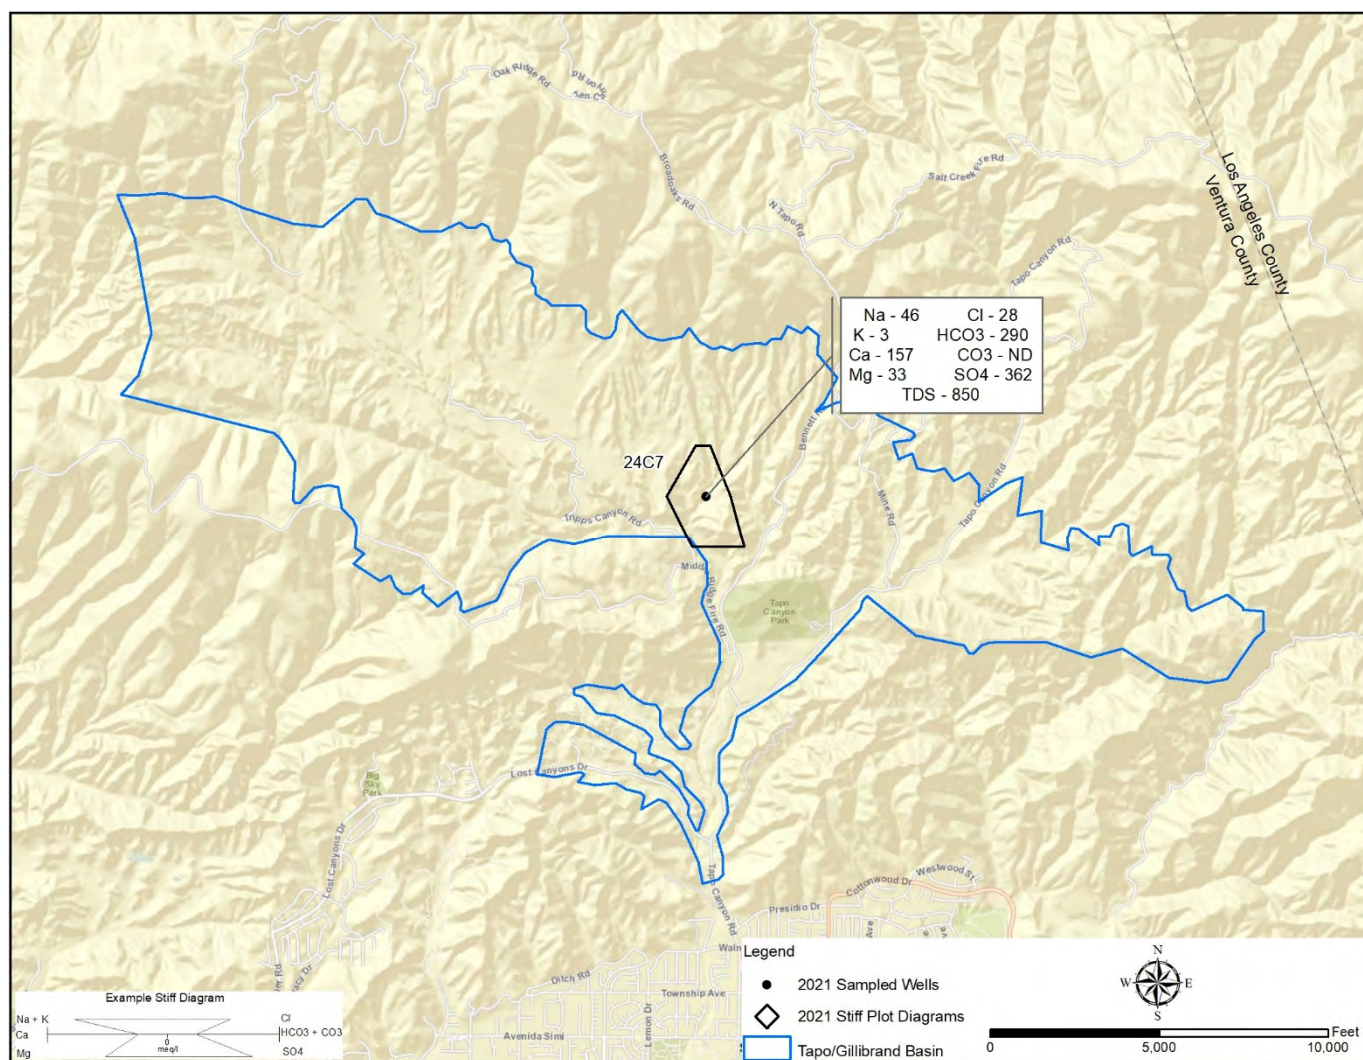 Oak Ridge Rd
Broadoaks Rd
N Tapo Rd
Salt Creek Fire Rd
Tapo Canyon Rd
Los Angeles County
Ventura County
Na - 46 Cl - 28
K - 3 HCO3 - 290
Ca - 157 CO3 - ND
Mg - 33 SO4 - 362
TDS - 850
Bennett
24C7
Tripps Canyon Rd
Mine Rd
Tapo Canyon Rd
Ridge Fire Rd
Tapo
Canyon
Park
Lost Canyons Dr
Big
Sky
Park
Lost Canyons Dr
Tapo Canyon Rd
Cottonwood Dr
Westwood St
Presidio Dr
Ave
Ditch Rd
Township Ave
Lemon Dr
Avenida Simi
Legend
2021 Sampled Wells
2021 Stiff Plot Diagrams
Tapo/Gillibrand Basin
N
W E
S
Feet
0 5,000 10,000
Example Stiff Diagram
Na + K Cl
Ca HCO3 + CO3
0
meq/l
Mg SO4